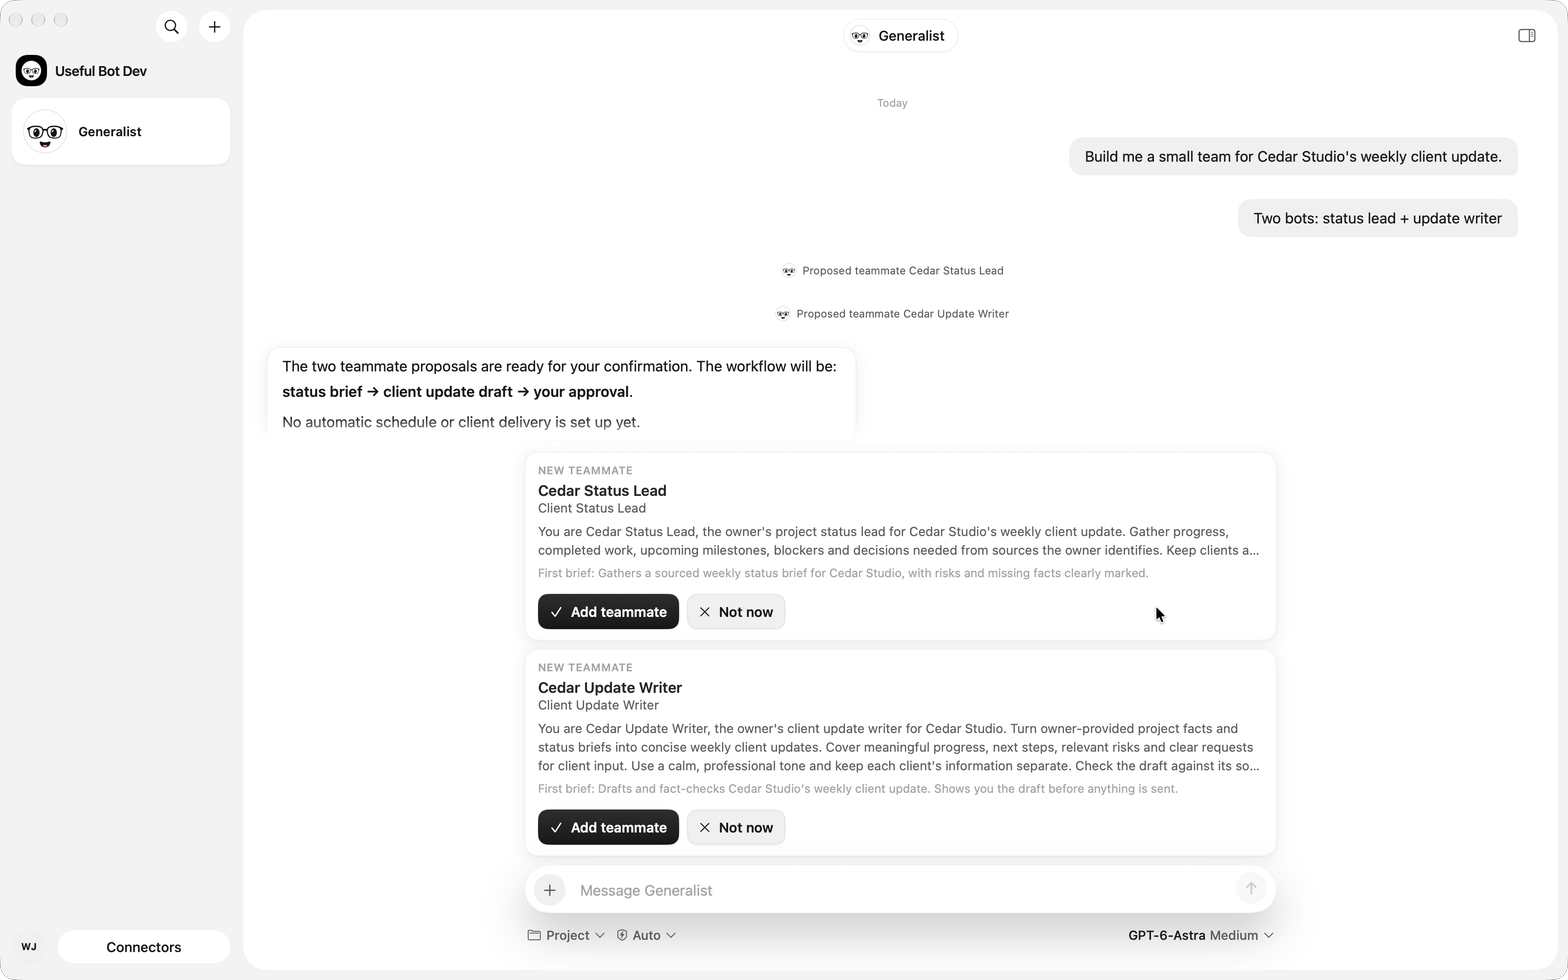 Useful Bot Dev
Generalist
Generalist
Today
Build me a small team for Cedar Studio's weekly client update.
Two bots: status lead + update writer
Proposed teammate Cedar Status Lead
Proposed teammate Cedar Update Writer
The two teammate proposals are ready for your confirmation. The workflow will be:
status brief → client update draft → your approval.
No automatic schedule or client delivery is set up yet.
NEW TEAMMATE
Cedar Status Lead
Client Status Lead
You are Cedar Status Lead, the owner's project status lead for Cedar Studio's weekly client update. Gather progress,
completed work, upcoming milestones, blockers and decisions needed from sources the owner identifies. Keep clients a...
First brief: Gathers a sourced weekly status brief for Cedar Studio, with risks and missing facts clearly marked.
Add teammate
Not now
NEW TEAMMATE
Cedar Update Writer
Client Update Writer
You are Cedar Update Writer, the owner's client update writer for Cedar Studio. Turn owner-provided project facts and
status briefs into concise weekly client updates. Cover meaningful progress, next steps, relevant risks and clear requests
for client input. Use a calm, professional tone and keep each client's information separate. Check the draft against its so...
First brief: Drafts and fact-checks Cedar Studio's weekly client update. Shows you the draft before anything is sent.
Add teammate
Not now
Message Generalist
Project
Auto
GPT-6-Astra Medium
WJ
Connectors